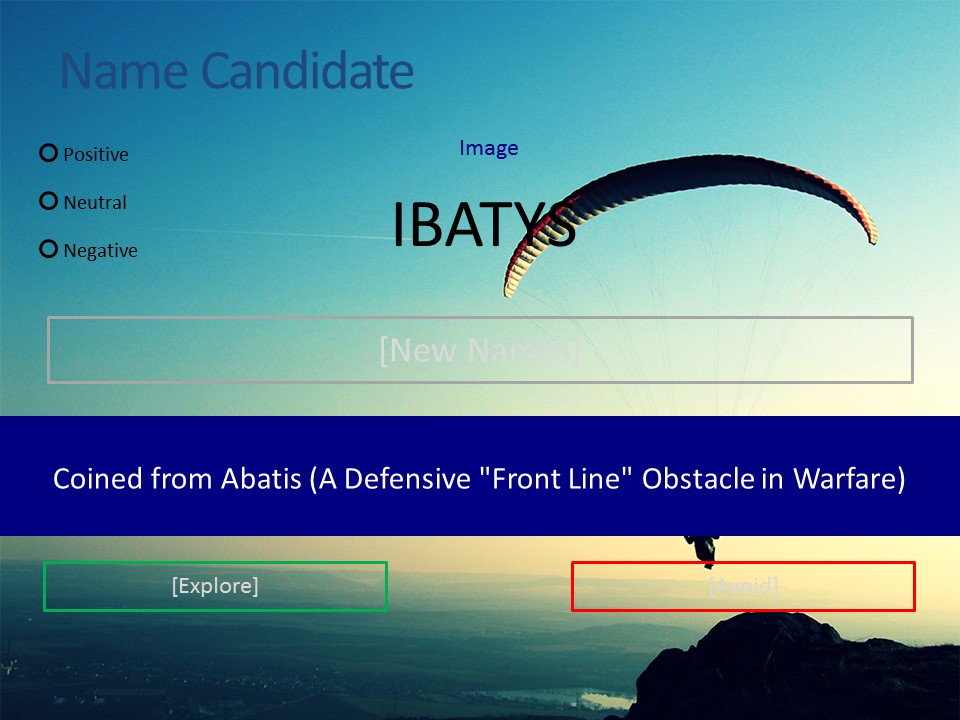 Name Candidate
Positive
Image
Neutral
IBATYS
Negative
[New Names]
Coined from Abatis (A Defensive "Front Line" Obstacle in Warfare)
[Explore]
[Avoid]